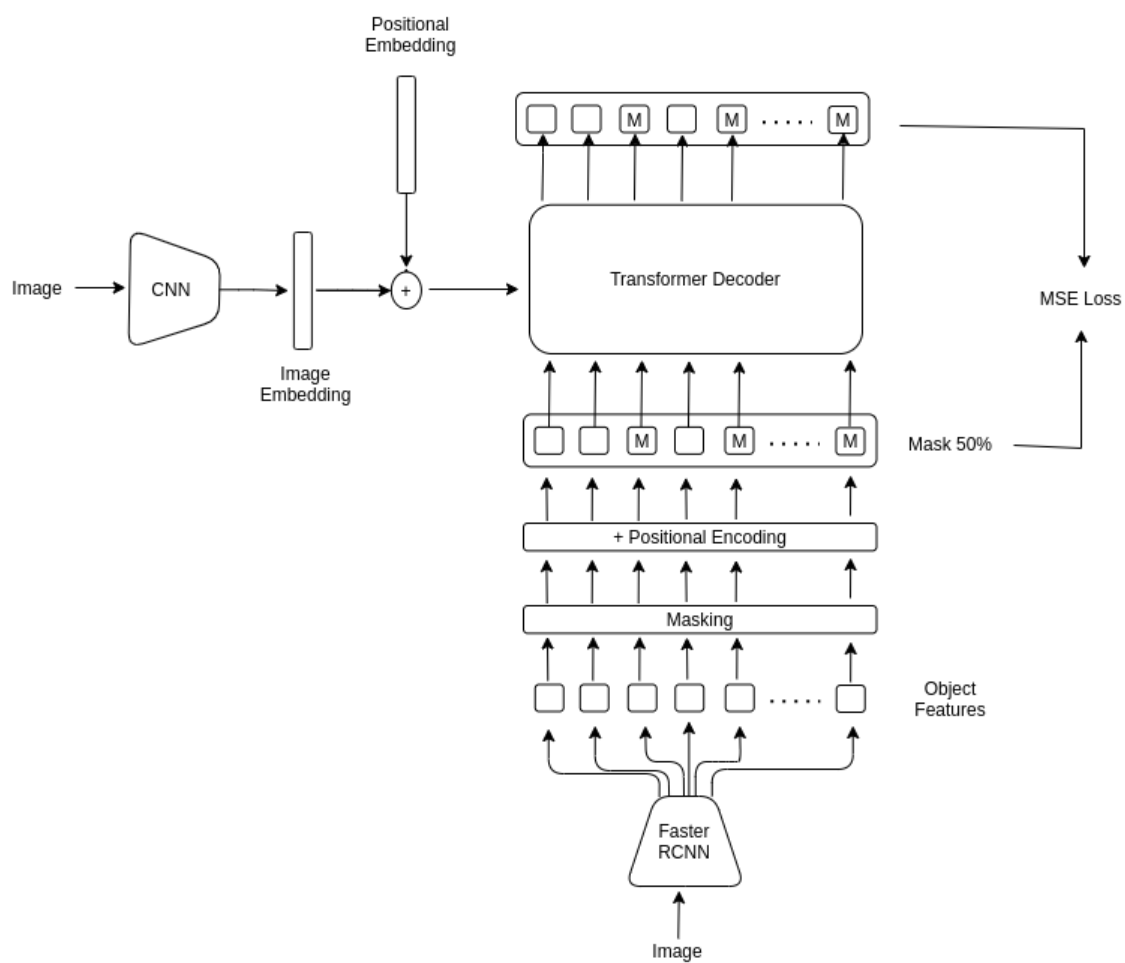 Positional
Embedding
M
M
M
Image
CNN
+
Transformer Decoder
MSE Loss
Image
Embedding
M
M
M
Mask 50%
+ Positional Encoding
Masking
Object
Features
Faster
RCNN
Image